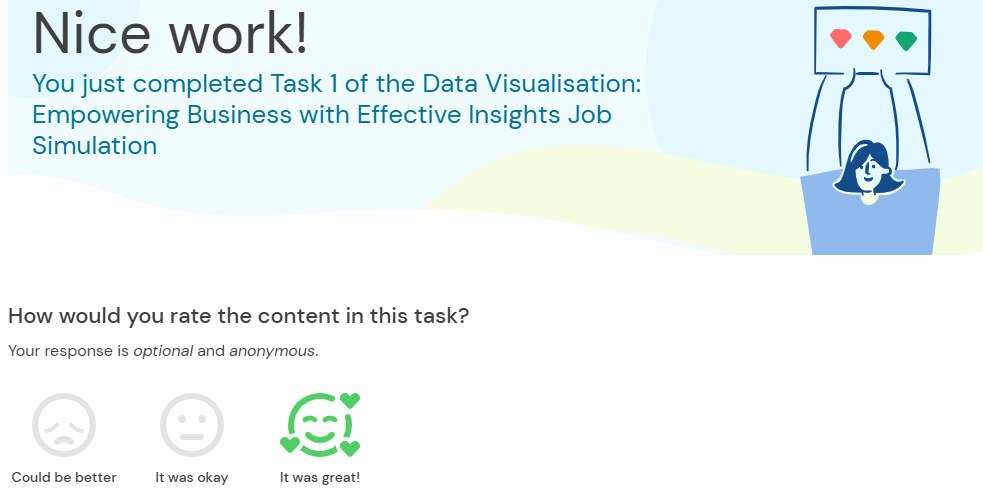 Nice work!
You just completed Task 1 of the Data Visualisation:
Empowering Business with Effective Insights Job
Simulation
How would you rate the content in this task?
Your response is optional and anonymous.
Could be better
It was okay
It was great!